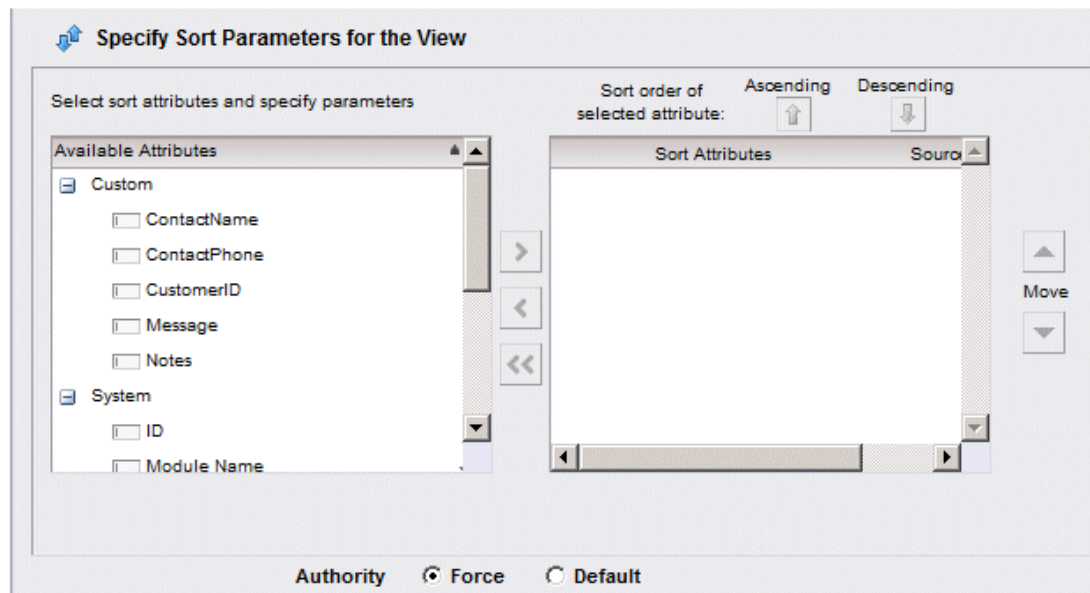 Specify Sort Parameters for the View
Select sort attributes and specify parameters
Sort order of selected attribute:
Ascending
Descending
Available Attributes
Custom
ContactName
ContactPhone
CustomerID
Message
Notes
System
ID
Module Name
Sort Attributes
Source
Move
Authority
Force
Default